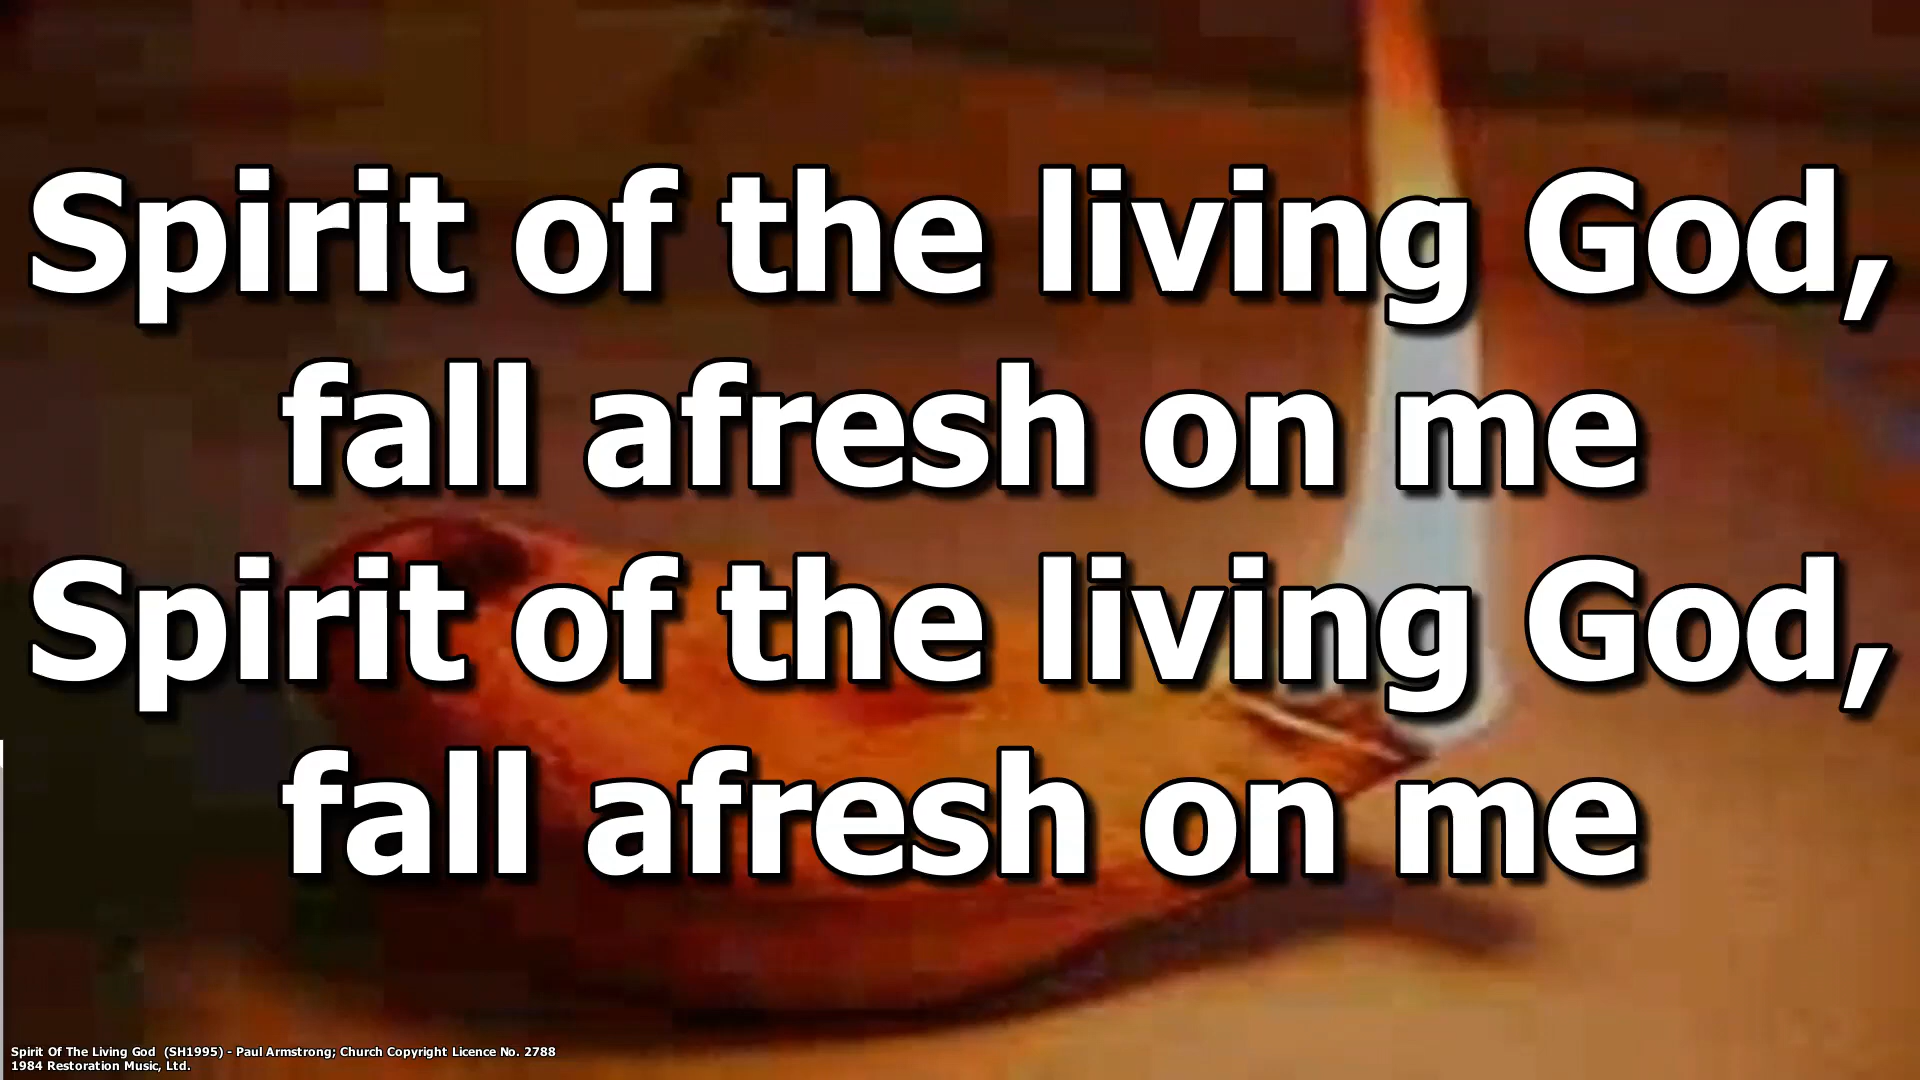 Spirit of the living God,
fall afresh on me
Spirit of the living God,
fall afresh on me
Spirit Of The Living God  (SH1995) - Paul Armstrong; Church Copyright Licence No. 2788
1984 Restoration Music, Ltd.